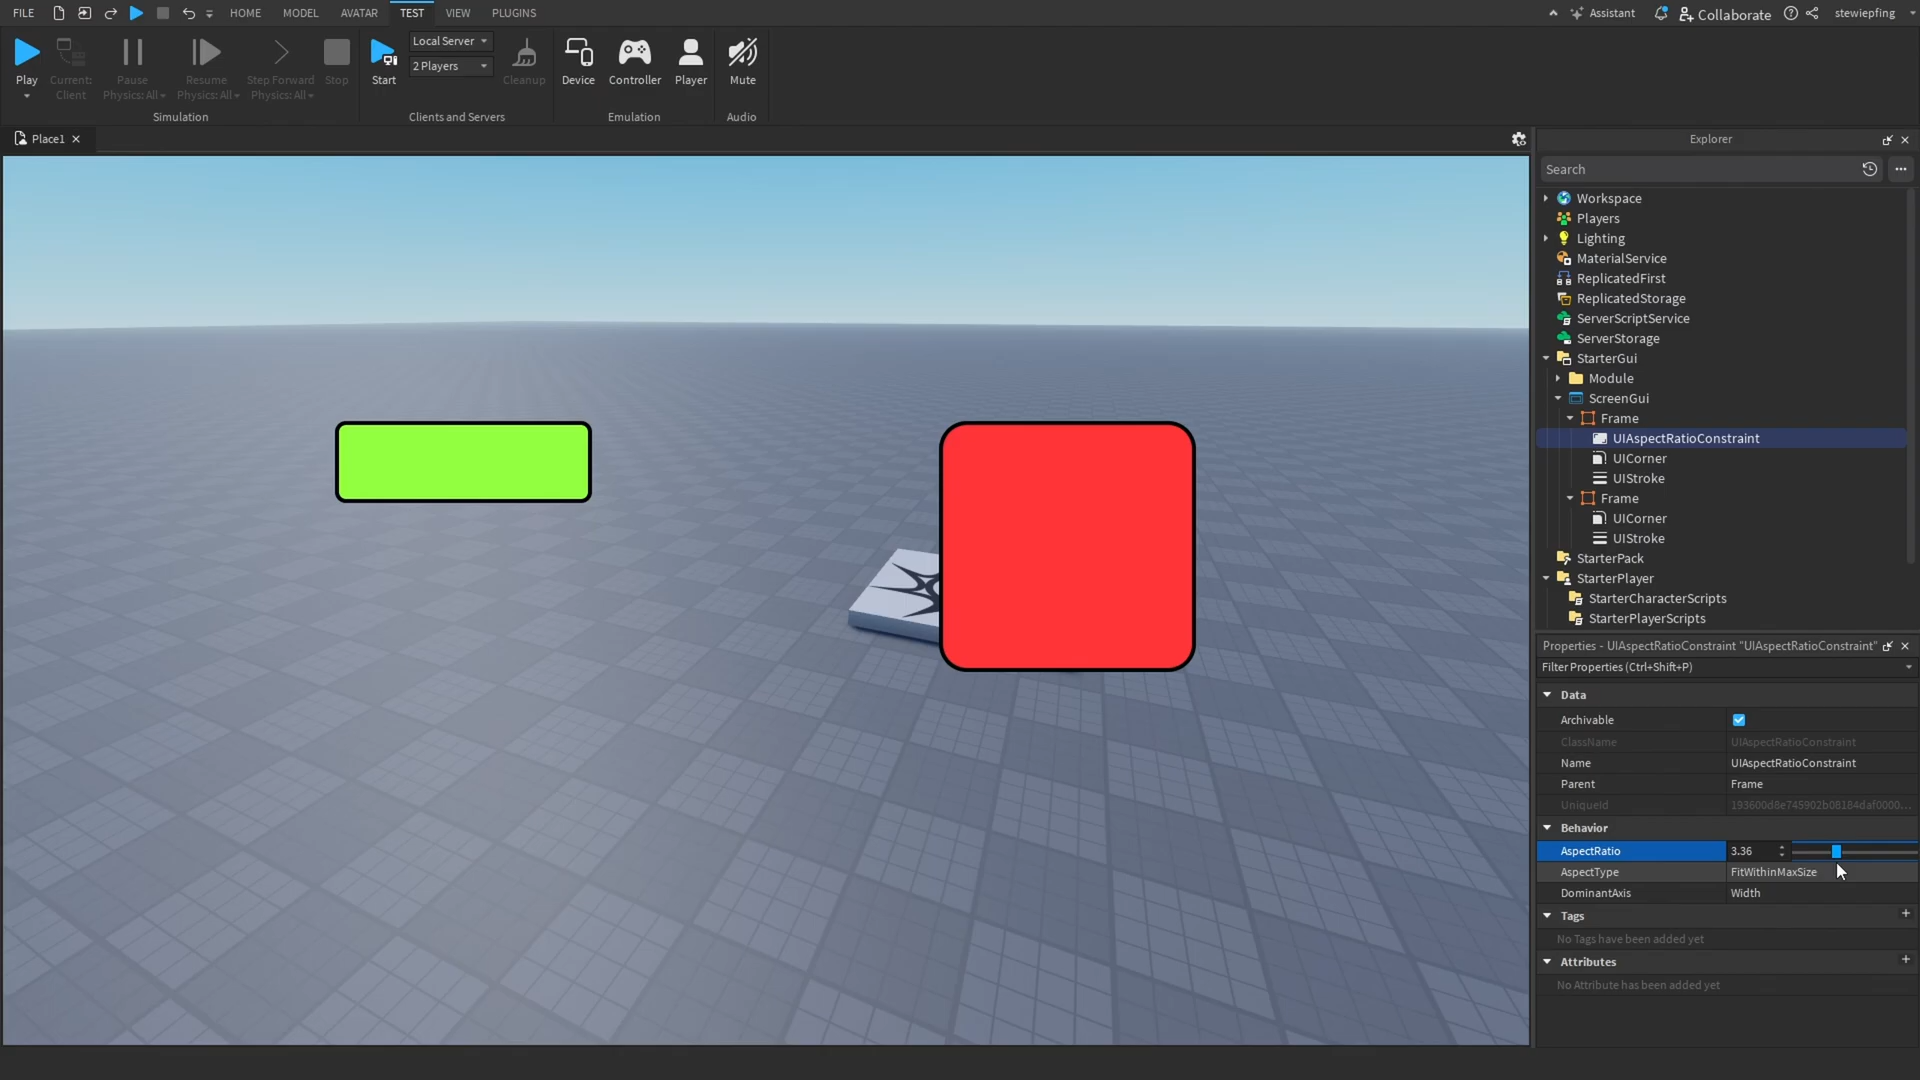 FILE HOME MODEL AVATAR TEST VIEW PLUGINS Assistant Collaborate stewiepfing
Play Current: Client Pause Physics: All Resume Physics: All Step Forward Physics: All Stop
Start Local Server 2 Players Cleanup
Device Controller Player Mute
Simulation Clients and Servers Emulation Audio
Place1
Explorer
Search
Workspace
Players
Lighting
MaterialService
ReplicatedFirst
ReplicatedStorage
ServerScriptService
ServerStorage
StarterGui
Module
ScreenGui
Frame
UIAspectRatioConstraint
UICorner
UIStroke
Frame
UICorner
UIStroke
StarterPack
StarterPlayer
StarterCharacterScripts
StarterPlayerScripts
Properties - UIAspectRatioConstraint "UIAspectRatioConstraint"
Filter Properties (Ctrl+Shift+P)
Data
Archivable
ClassName UIAspectRatioConstraint
Name UIAspectRatioConstraint
Parent Frame
UniqueId 193600d8e745902b08184daf0000...
Behavior
AspectRatio 3.36
AspectType FitWithinMaxSize
DominantAxis Width
Tags
No Tags have been added yet
Attributes
No Attribute has been added yet